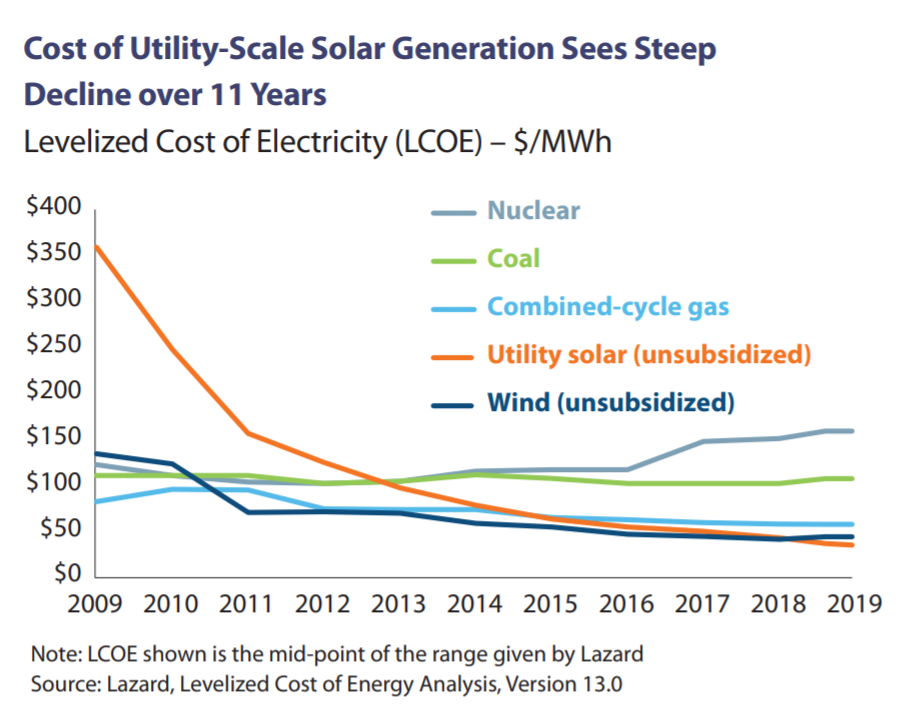 Cost of Utility-Scale Solar Generation Sees Steep
Decline over 11 Years
Levelized Cost of Electricity (LCOE) – $/MWh
$400
$350
$300
$250
$200
$150
$100
$50
$0
Nuclear
Coal
Combined-cycle gas
Utility solar (unsubsidized)
Wind (unsubsidized)
2009 2010 2011 2012 2013 2014 2015 2016 2017 2018 2019
Note: LCOE shown is the mid-point of the range given by Lazard
Source: Lazard, Levelized Cost of Energy Analysis, Version 13.0